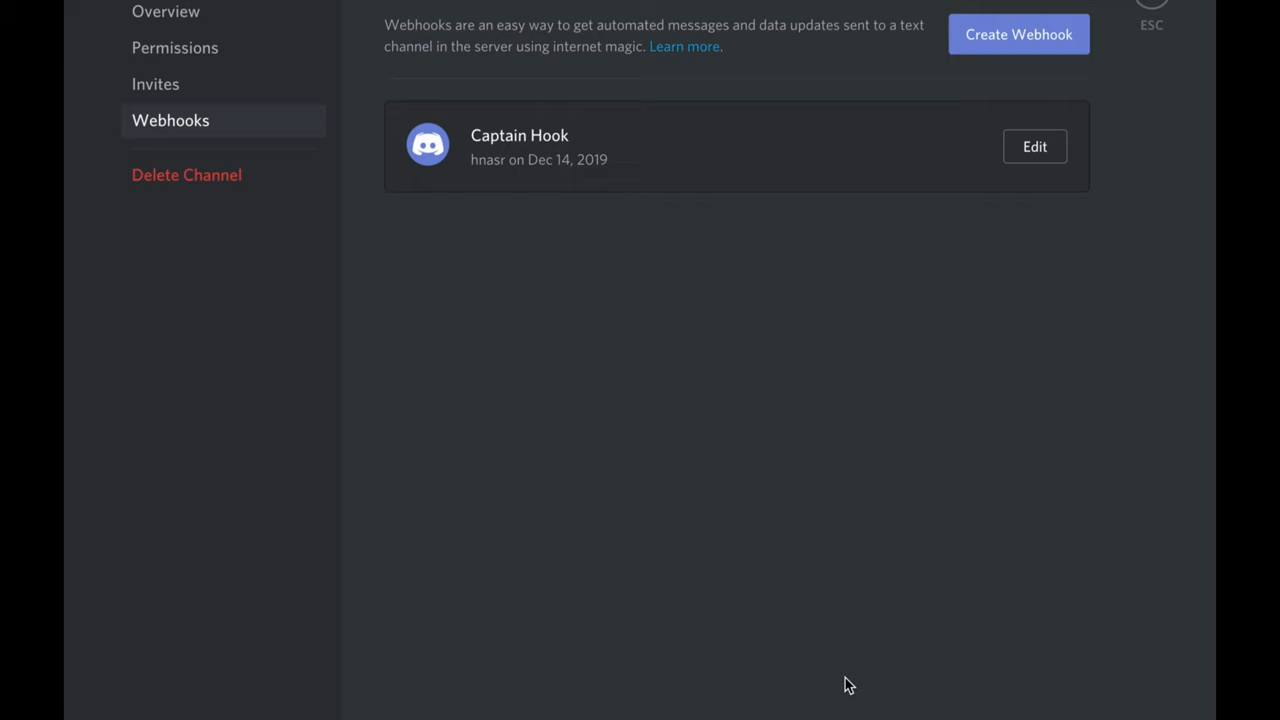 Overview
Permissions
Invites
Webhooks
Delete Channel
Webhooks are an easy way to get automated messages and data updates sent to a text
channel in the server using internet magic. Learn more.
Create Webhook
ESC
Captain Hook
hnasr on Dec 14, 2019
Edit